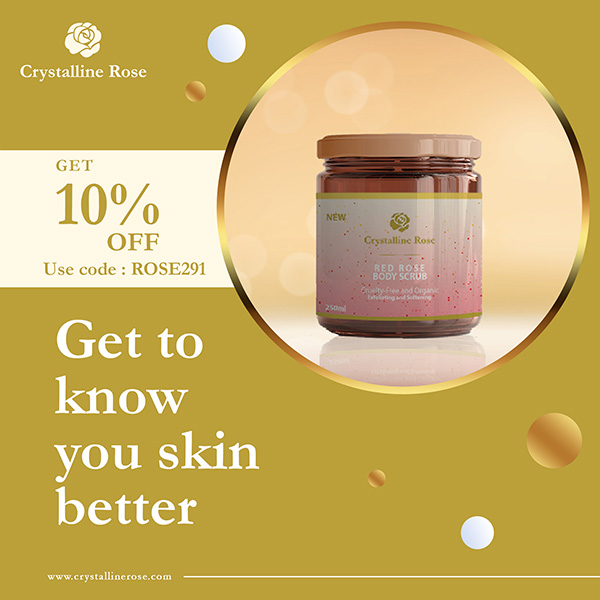 Crystalline Rose
GET
10%
OFF
Use code : ROSE291
NEW
Crystalline Rose
RED ROSE
BODY SCRUB
Cruelty-Free and Organic
Exfoliating and Softening
250ml
Get to
know
you skin
better
www.crystallinerose.com